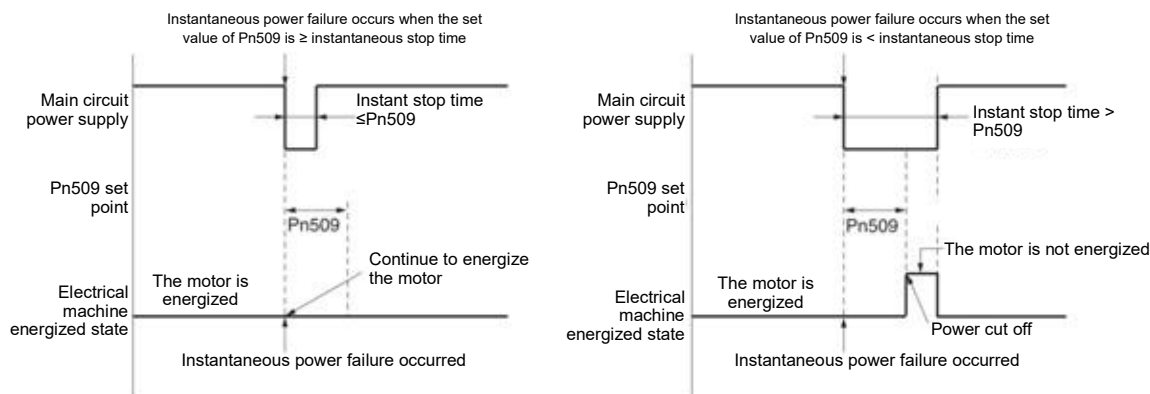 Instantaneous power failure occurs when the set
value of Pn509 is ≥ instantaneous stop time
Main circuit
power supply
Instant stop time
≤Pn509
Pn509 set
point
Pn509
Continue to energize
the motor
The motor is
energized
Electrical
machine
energized state
Instantaneous power failure occurred
Instantaneous power failure occurs when the set
value of Pn509 is < instantaneous stop time
Main circuit
power supply
Instant stop time >
Pn509
Pn509 set
point
Pn509
The motor is not energized
The motor is
energized
Electrical
machine
energized state
Power cut off
Instantaneous power failure occurred